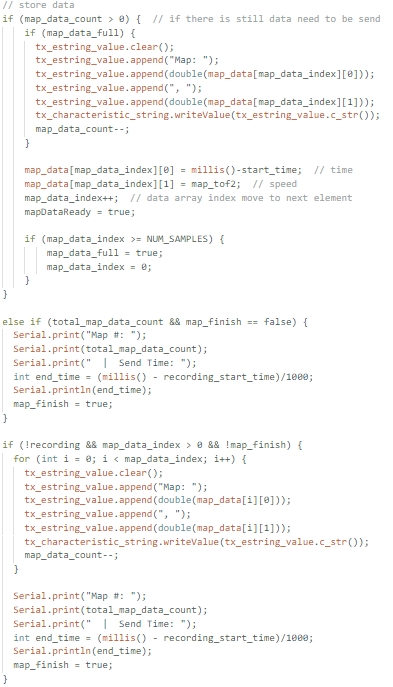 // store data
if (map_data_count > 0) {  // if there is still data need to be send
    if (map_data_full) {
      tx_estring_value.clear();
      tx_estring_value.append("Map: ");
      tx_estring_value.append(double(map_data[map_data_index][0]));
      tx_estring_value.append(", ");
      tx_estring_value.append(double(map_data[map_data_index][1]));
      tx_characteristic_string.writeValue(tx_estring_value.c_str());
      map_data_count--;
    }

    map_data[map_data_index][0] = millis()-start_time;  // time
    map_data[map_data_index][1] = map_tof2;  // speed
    map_data_index++;  // data array index move to next element
    mapDataReady = true;

    if (map_data_index >= NUM_SAMPLES) {
        map_data_full = true;
        map_data_index = 0;
    }
}

else if (total_map_data_count && map_finish == false) {
  Serial.print("Map #: ");
  Serial.print(total_map_data_count);
  Serial.print("  |  Send Time: ");
  int end_time = (millis() - recording_start_time)/1000;
  Serial.println(end_time);
  map_finish = true;
}

if (!recording && map_data_index > 0 && !map_finish) {
  for (int i = 0; i < map_data_index; i++) {
    tx_estring_value.clear();
    tx_estring_value.append("Map: ");
    tx_estring_value.append(double(map_data[i][0]));
    tx_estring_value.append(", ");
    tx_estring_value.append(double(map_data[i][1]));
    tx_characteristic_string.writeValue(tx_estring_value.c_str());
    map_data_count--;
  }

  Serial.print("Map #: ");
  Serial.print(total_map_data_count);
  Serial.print("  |  Send Time: ");
  int end_time = (millis() - recording_start_time)/1000;
  Serial.println(end_time);
  map_finish = true;
}